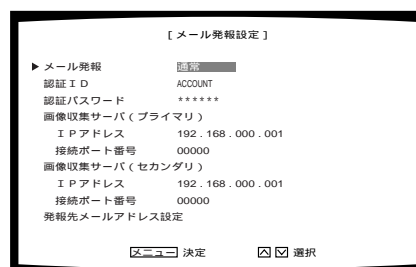 [メール発報設定]
▶ メール発報 通常
認証ID ACCOUNT
認証パスワード ******
画像収集サーバ(プライマリ)
IPアドレス 192.168.000.001
接続ポート番号 00000
画像収集サーバ(セカンダリ)
IPアドレス 192.168.000.001
接続ポート番号 00000
発報先メールアドレス設定
メニュー 決定 ヘ ∨ 選択